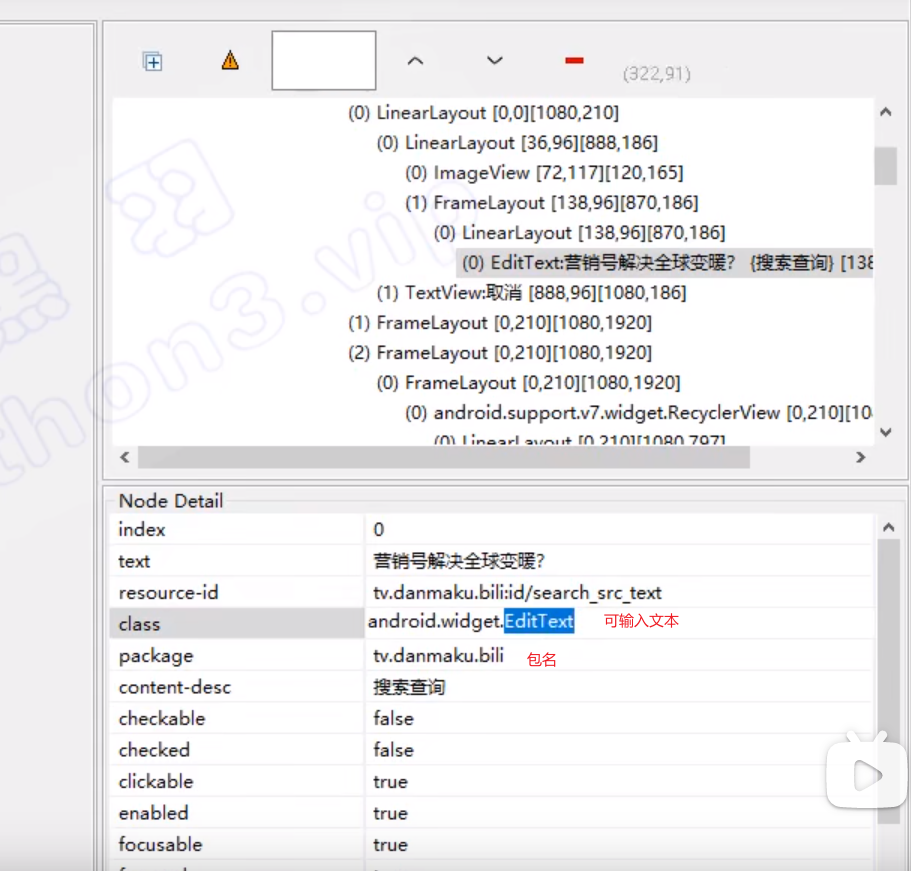 (322,91)
(0) LinearLayout [0,0][1080,210]
(0) LinearLayout [36,96][888,186]
(0) ImageView [72,117][120,165]
(1) FrameLayout [138,96][870,186]
(0) LinearLayout [138,96][870,186]
(0) EditText:营销号解决全球变暖? {搜索查询} [138
(1) TextView:取消 [888,96][1080,186]
(1) FrameLayout [0,210][1080,1920]
(2) FrameLayout [0,210][1080,1920]
(0) FrameLayout [0,210][1080,1920]
(0) android.support.v7.widget.RecyclerView [0,210][10
(0) LinearLayout [0,210][1080,797]
Node Detail
index 0
text 营销号解决全球变暖?
resource-id tv.danmaku.bili:id/search_src_text
class android.widget.EditText 可输入文本
package tv.danmaku.bili 包名
content-desc 搜索查询
checkable false
checked false
clickable true
enabled true
focusable true
thon3.vip